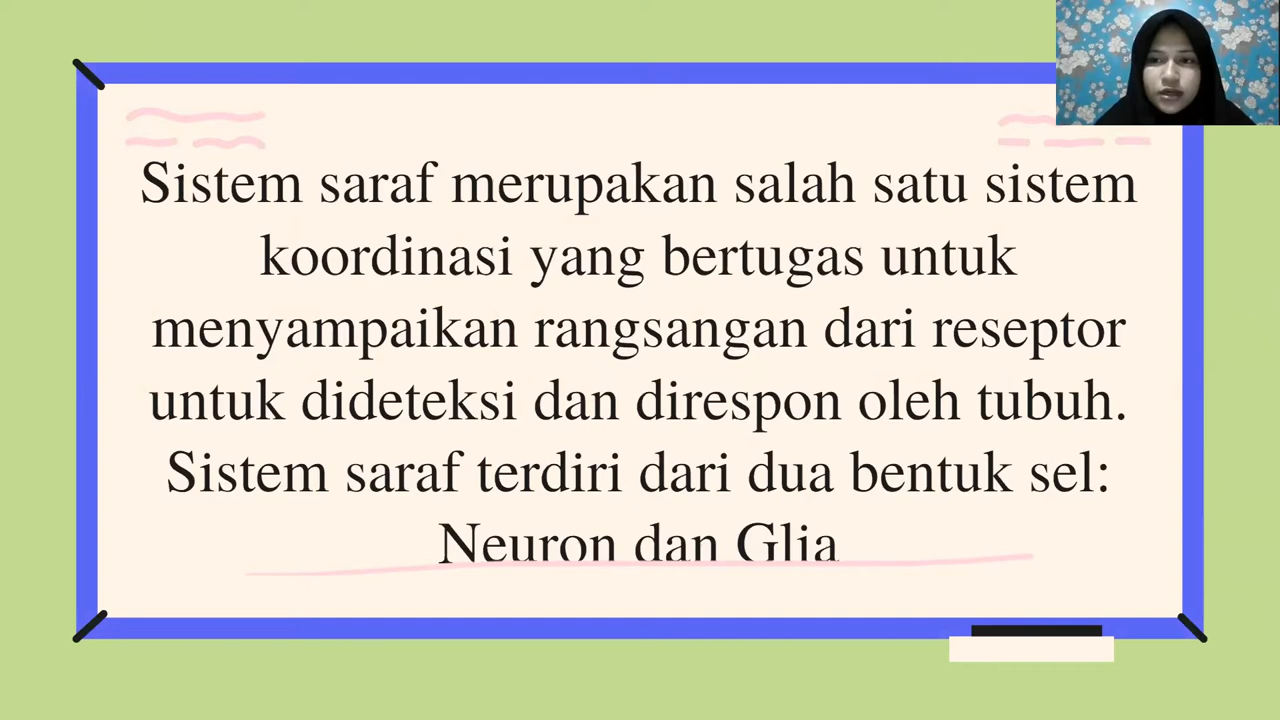 Sistem saraf merupakan salah satu sistem
koordinasi yang bertugas untuk
menyampaikan rangsangan dari reseptor
untuk dideteksi dan direspon oleh tubuh.
Sistem saraf terdiri dari dua bentuk sel:
Neuron dan Glia